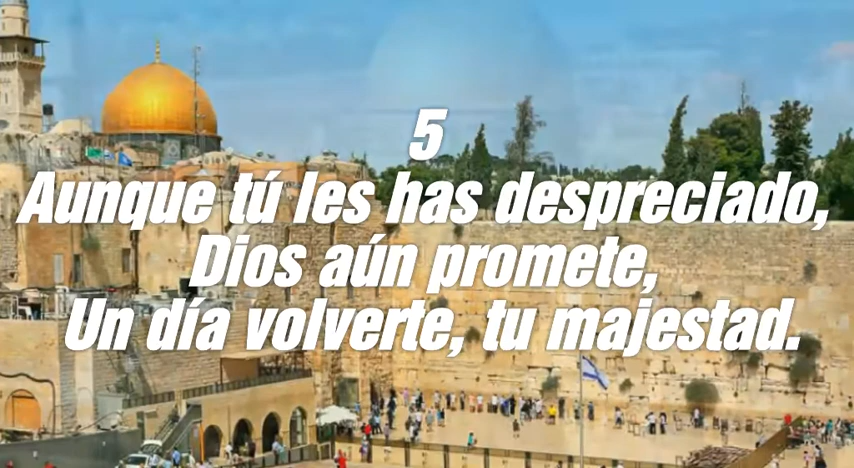 5
Aunque tú les has despreciado,
Dios aún promete,
Un día volverte, tu majestad.